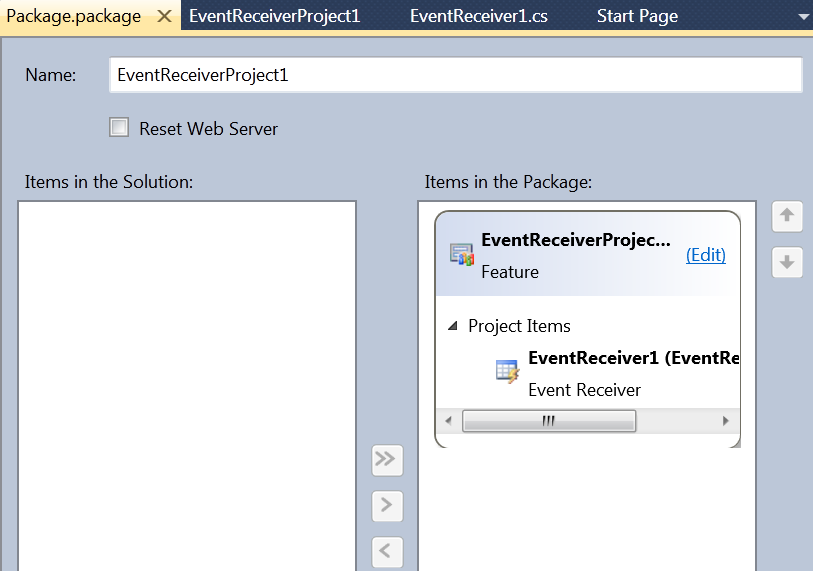 Package.package EventReceiverProject1 EventReceiver1.cs Start Page
Name: EventReceiverProject1
Reset Web Server
Items in the Solution: Items in the Package:
EventReceiverProjec... (Edit)
Feature
Project Items
EventReceiver1 (EventRe
Event Receiver